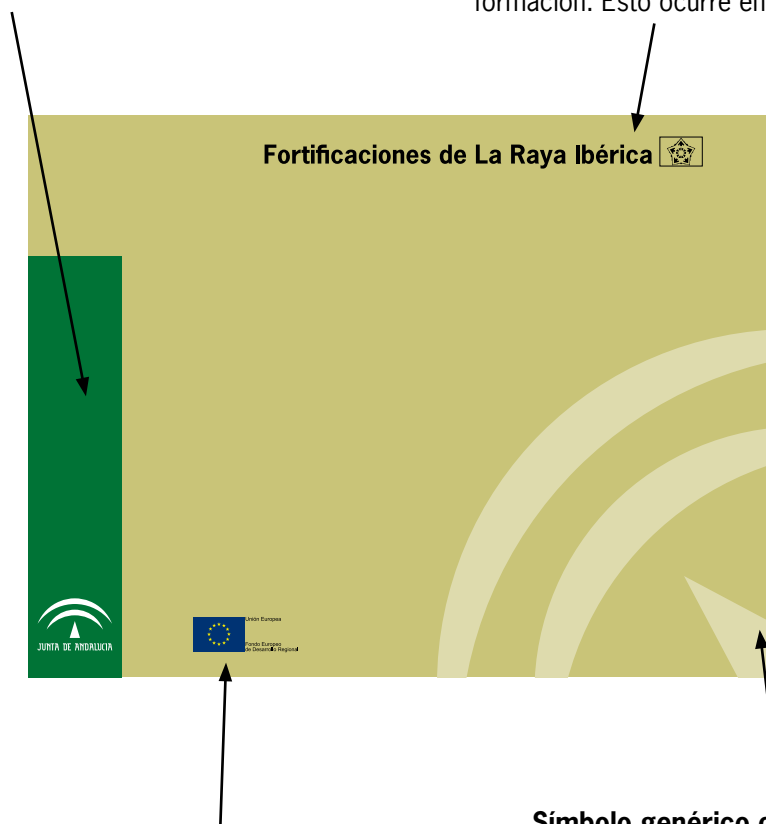 formación. Esto ocurre en
Fortificaciones de La Raya Ibérica
JUNTA DE ANDALUCIA
Unión Europea
Fondo Europeo
de Desarrollo Regional
Símbolo genérico